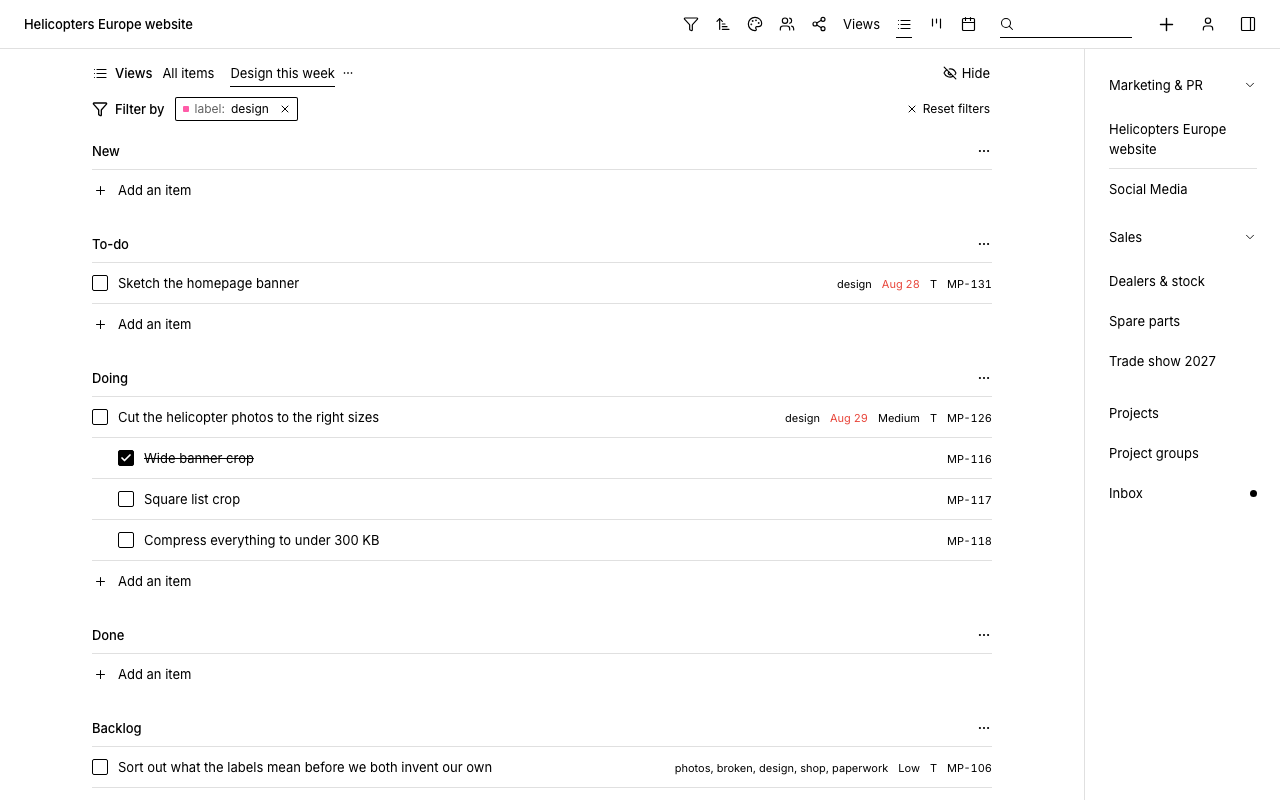 Helicopters Europe website
Views
Views All items Design this week ···
Hide
Filter by label: design
Reset filters
New
Add an item
To-do
Sketch the homepage banner design Aug 28 T MP-131
Add an item
Doing
Cut the helicopter photos to the right sizes design Aug 29 Medium T MP-126
Wide banner crop MP-116
Square list crop MP-117
Compress everything to under 300 KB MP-118
Add an item
Done
Add an item
Backlog
Sort out what the labels mean before we both invent our own photos, broken, design, shop, paperwork Low T MP-106
Marketing & PR
Helicopters Europe
website
Social Media
Sales
Dealers & stock
Spare parts
Trade show 2027
Projects
Project groups
Inbox